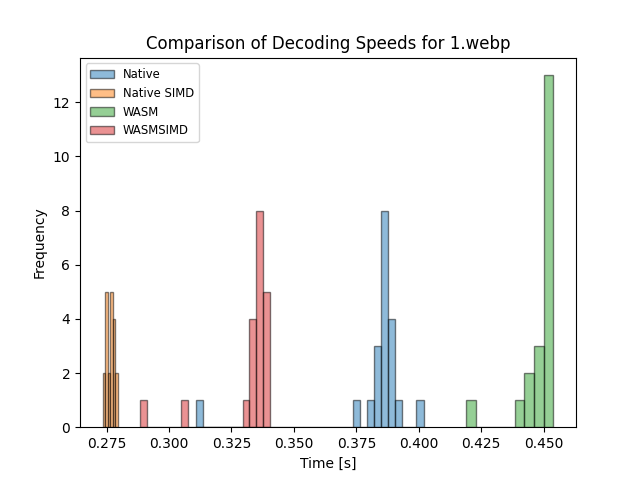 Comparison of Decoding Speeds for 1.webp
Native
Native SIMD
WASM
WASMSIMD
12
10
8
6
4
2
0
Frequency
0.275 0.300 0.325 0.350 0.375 0.400 0.425 0.450
Time [s]